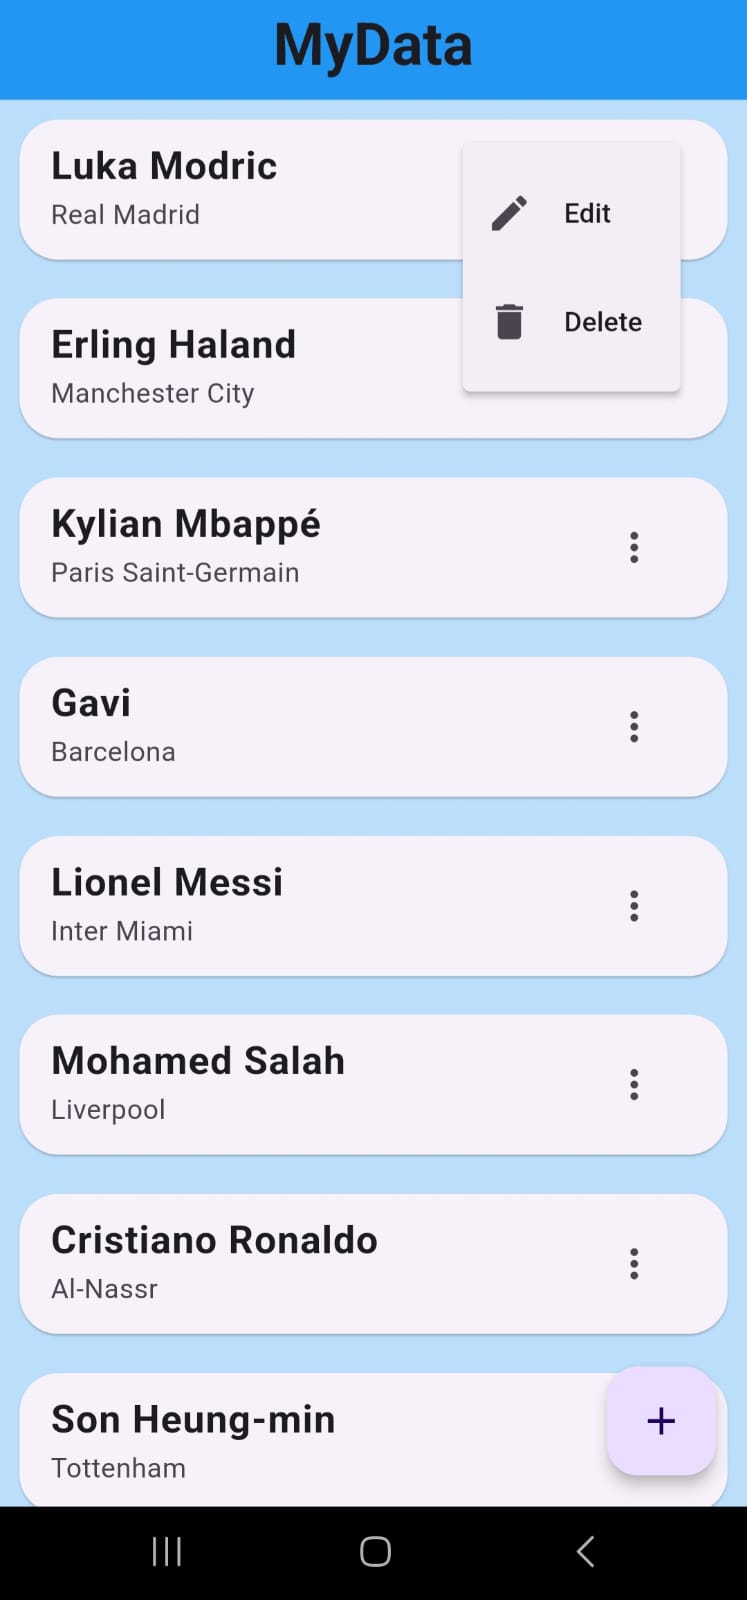 MyData
Luka Modric
Real Madrid
Edit
Delete
Erling Haland
Manchester City
Kylian Mbappé
Paris Saint-Germain
Gavi
Barcelona
Lionel Messi
Inter Miami
Mohamed Salah
Liverpool
Cristiano Ronaldo
Al-Nassr
Son Heung-min
Tottenham